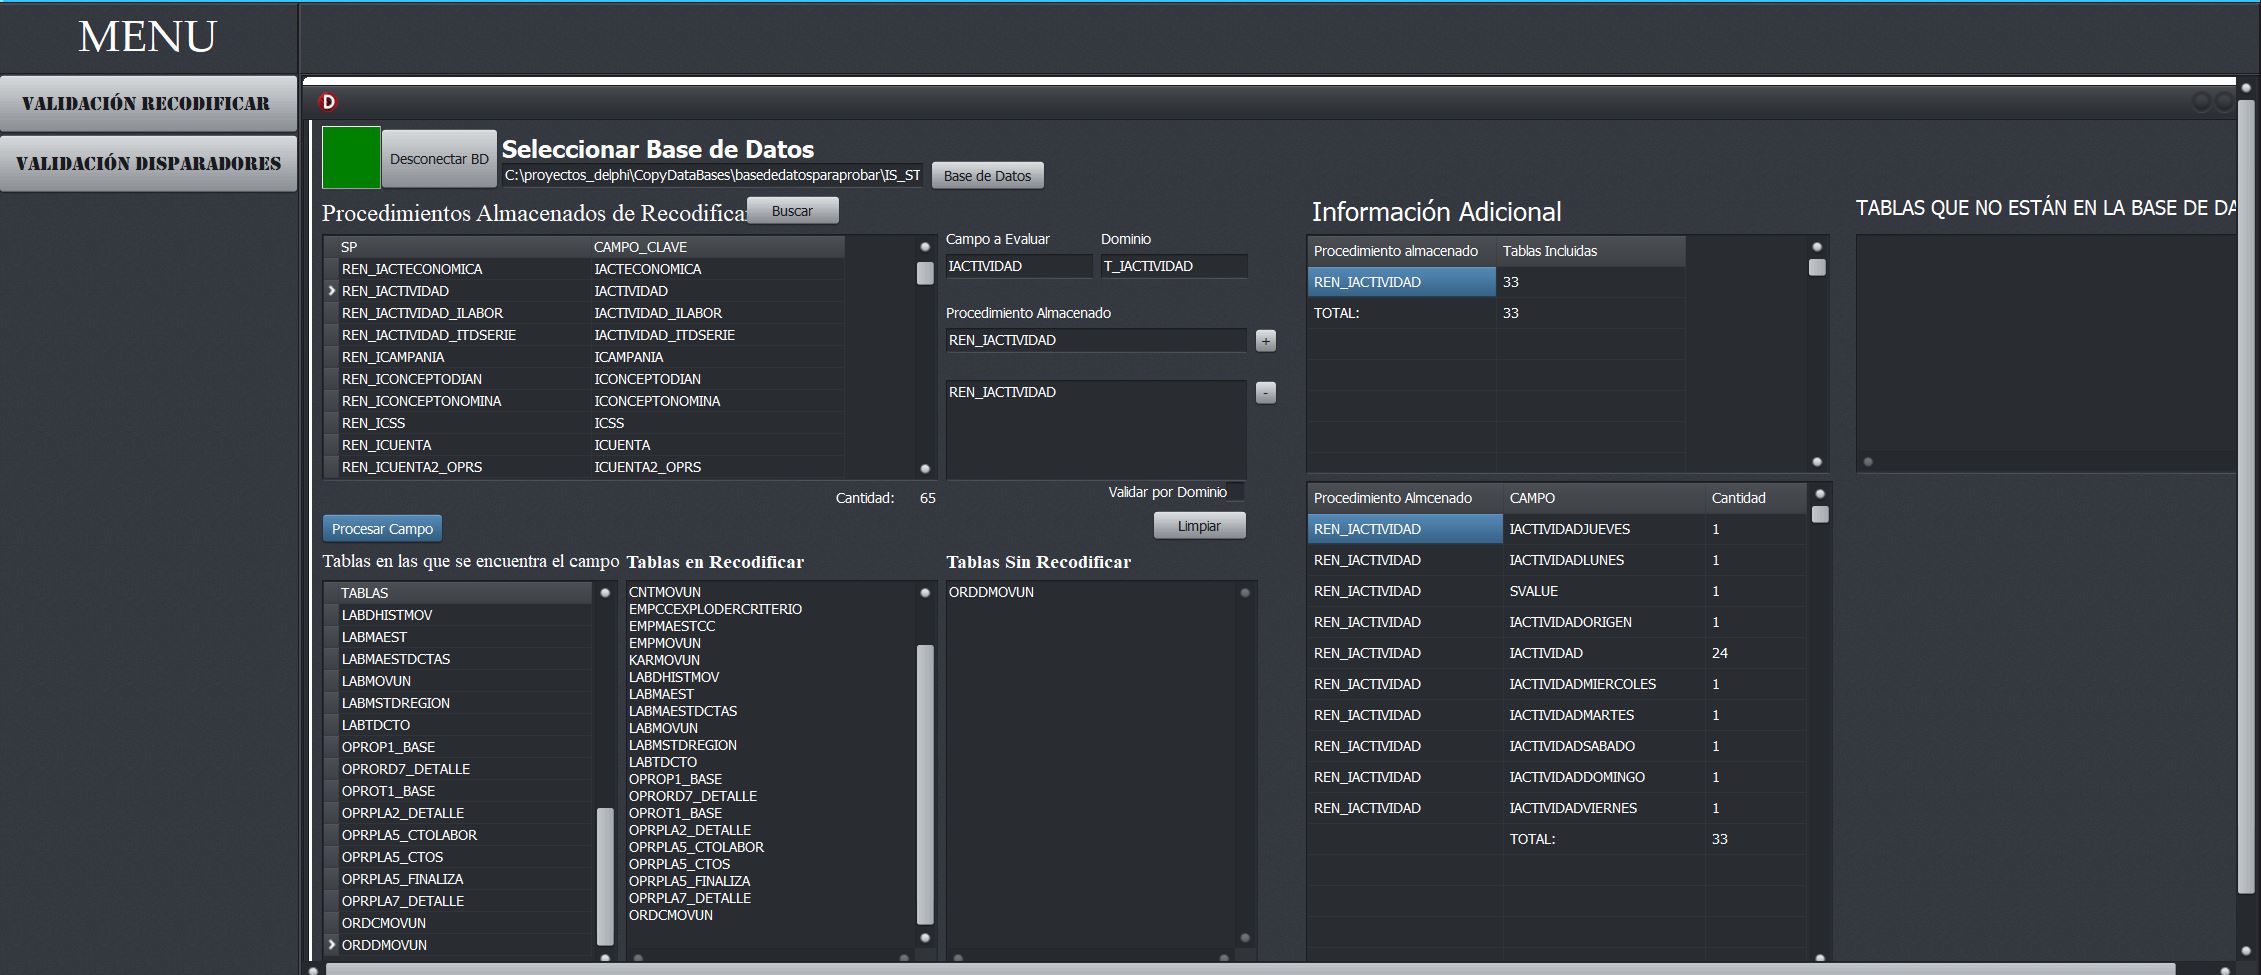 MENU
VALIDACIÓN RECODIFICAR
VALIDACIÓN DISPARADORES
D
Desconectar BD
Seleccionar Base de Datos
C:\proyectos_delphi\CopyDataBases\basededatosparaprobar\IS_ST
Base de Datos
Procedimientos Almacenados de Recodificar
Buscar
SP CAMPO_CLAVE
REN_IACTECONOMICA IACTECONOMICA
REN_IACTIVIDAD IACTIVIDAD
REN_IACTIVIDAD_ILABOR IACTIVIDAD_ILABOR
REN_IACTIVIDAD_ITDSERIE IACTIVIDAD_ITDSERIE
REN_ICAMPANIA ICAMPANIA
REN_ICONCEPTODIAN ICONCEPTODIAN
REN_ICONCEPTONOMINA ICONCEPTONOMINA
REN_ICSS ICSS
REN_ICUENTA ICUENTA
REN_ICUENTA2_OPRS ICUENTA2_OPRS
Cantidad: 65
Campo a Evaluar Dominio
IACTIVIDAD T_IACTIVIDAD
Procedimiento Almacenado
REN_IACTIVIDAD +
REN_IACTIVIDAD -
Validar por Dominio
Limpiar
Procesar Campo
Tablas en las que se encuentra el campo
TABLAS
LABDHISTMOV
LABMAEST
LABMAESTDCTAS
LABMOVUN
LABMSTDREGION
LABTDCTO
OPROP1_BASE
OPRORD7_DETALLE
OPROT1_BASE
OPRPLA2_DETALLE
OPRPLA5_CTOLABOR
OPRPLA5_CTOS
OPRPLA5_FINALIZA
OPRPLA7_DETALLE
ORDCMOVUN
ORDDMOVUN
Tablas en Recodificar
CNTMOVUN
EMPCCEXPLODERCRITERIO
EMPMAESTCC
EMPMOVUN
KARMOVUN
LABDHISTMOV
LABMAEST
LABMAESTDCTAS
LABMOVUN
LABMSTDREGION
LABTDCTO
OPROP1_BASE
OPRORD7_DETALLE
OPROT1_BASE
OPRPLA2_DETALLE
OPRPLA5_CTOLABOR
OPRPLA5_CTOS
OPRPLA5_FINALIZA
OPRPLA7_DETALLE
ORDCMOVUN
Tablas Sin Recodificar
ORDDMOVUN
Información Adicional
Procedimiento almacenado Tablas Incluidas
REN_IACTIVIDAD 33
TOTAL: 33
Procedimiento Almcenado CAMPO Cantidad
REN_IACTIVIDAD IACTIVIDADJUEVES 1
REN_IACTIVIDAD IACTIVIDADLUNES 1
REN_IACTIVIDAD SVALUE 1
REN_IACTIVIDAD IACTIVIDADORIGEN 1
REN_IACTIVIDAD IACTIVIDAD 24
REN_IACTIVIDAD IACTIVIDADMIERCOLES 1
REN_IACTIVIDAD IACTIVIDADMARTES 1
REN_IACTIVIDAD IACTIVIDADSABADO 1
REN_IACTIVIDAD IACTIVIDADDOMINGO 1
REN_IACTIVIDAD IACTIVIDADVIERNES 1
TOTAL: 33
TABLAS QUE NO ESTÁN EN LA BASE DE DA